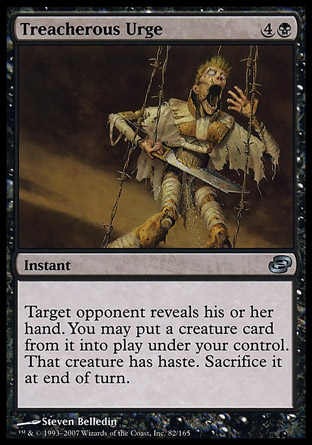 Treacherous Urge 4
Instant
Target opponent reveals his or her
hand. You may put a creature card
from it into play under your control.
That creature has haste. Sacrifice it
at end of turn.
Steven Belledin
™ & © 1993–2007 Wizards of the Coast, Inc. 82/165